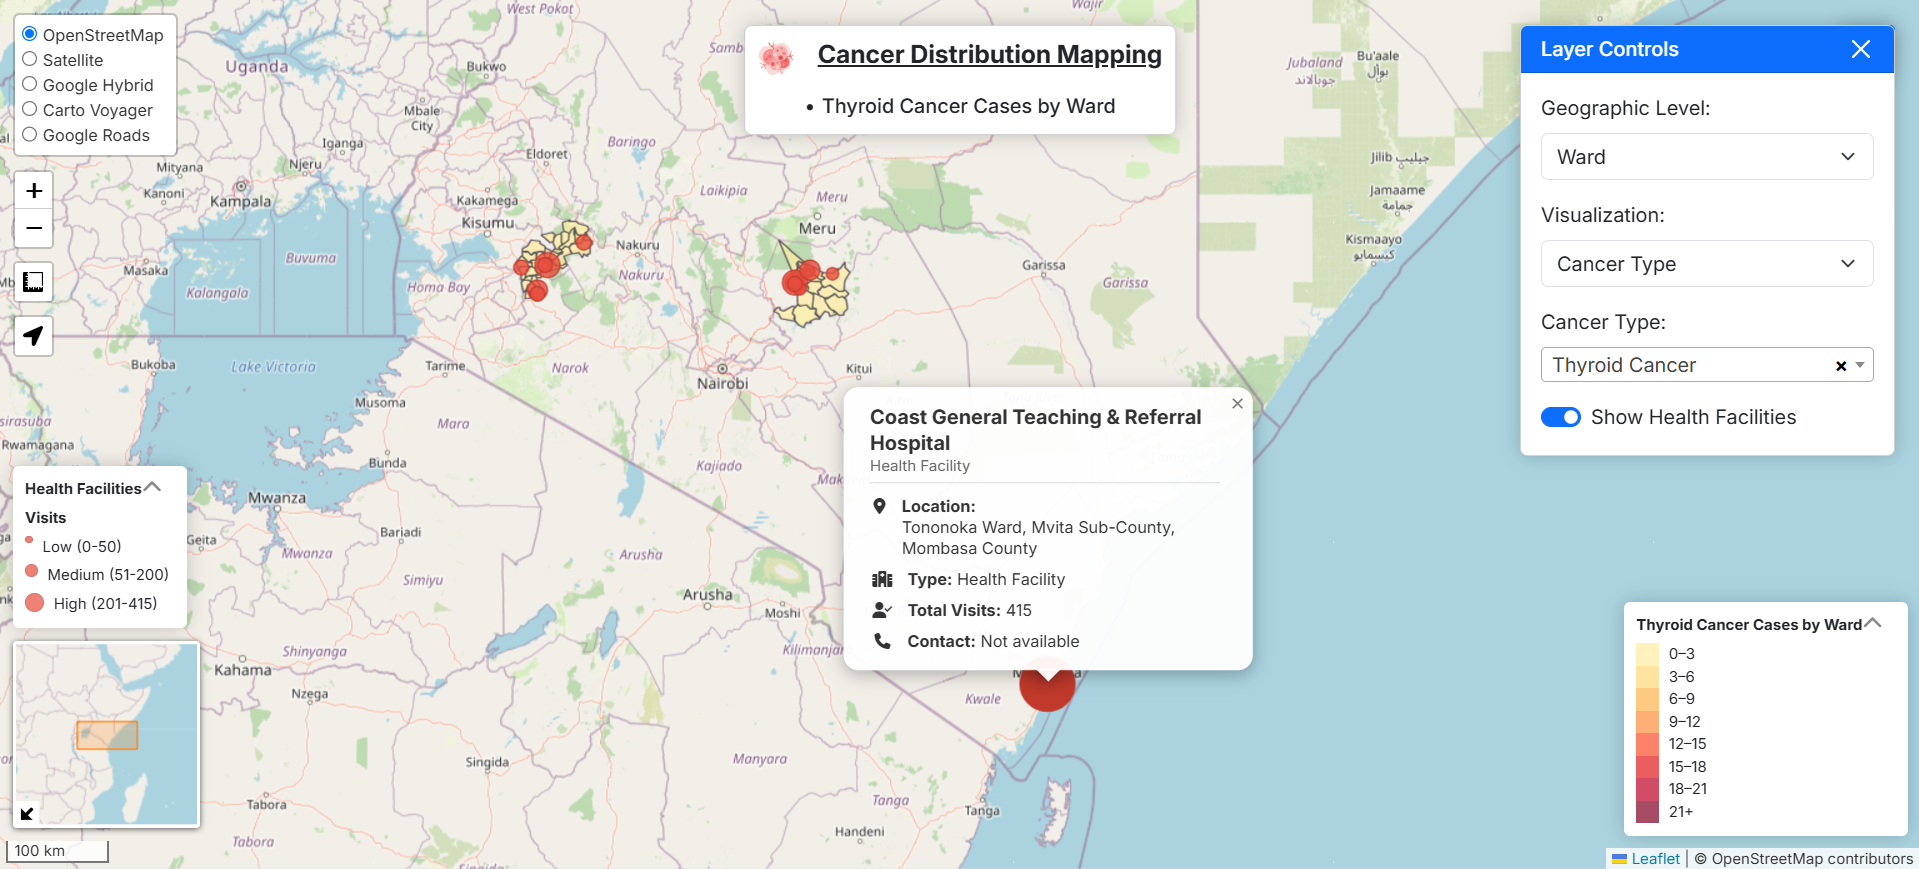 OpenStreetMap
Satellite
Google Hybrid
Carto Voyager
Google Roads
+
−
Cancer Distribution Mapping
• Thyroid Cancer Cases by Ward
Layer Controls
Geographic Level:
Ward
Visualization:
Cancer Type
Cancer Type:
Thyroid Cancer
Show Health Facilities
West Pokot
Wajir
Uganda
Bukwo
Samb
Jubaland
جوبالاند
Bu'aale
بوأل
Mbale
City
Iganga
Baringo
Eldoret
Mityana
Njeru
Jilib جيليب
Kanoni
Kampala
Kakamega
Laikipia
Meru
Jamaame
جمامة
Kisumu
Meru
Nakuru
Kismaayo
كيسمايو
Buvuma
Masaka
Nakuru
Garissa
Garissa
Kalangala
Homa Bay
Bukoba
Lake Victoria
Tarime
Narok
Nairobi
Kitui
Musoma
Mara
Rwamagana
Bunda
Kajiado
Mwanza
Geita
Bariadi
Mwanza
Arusha
Simiyu
Arusha
Moshi
Shinyanga
Kilimanjar
Kahama
Nzega
Kwale
Singida
Manyara
Tabora
Tanga
Tanga
Handeni
Tabora
Coast General Teaching & Referral
Hospital
Health Facility
Location:
Tononoka Ward, Mvita Sub-County,
Mombasa County
Type: Health Facility
Total Visits: 415
Contact: Not available
Health Facilities
Visits
Low (0-50)
Medium (51-200)
High (201-415)
Thyroid Cancer Cases by Ward
0–3
3–6
6–9
9–12
12–15
15–18
18–21
21+
100 km
Leaflet | © OpenStreetMap contributors